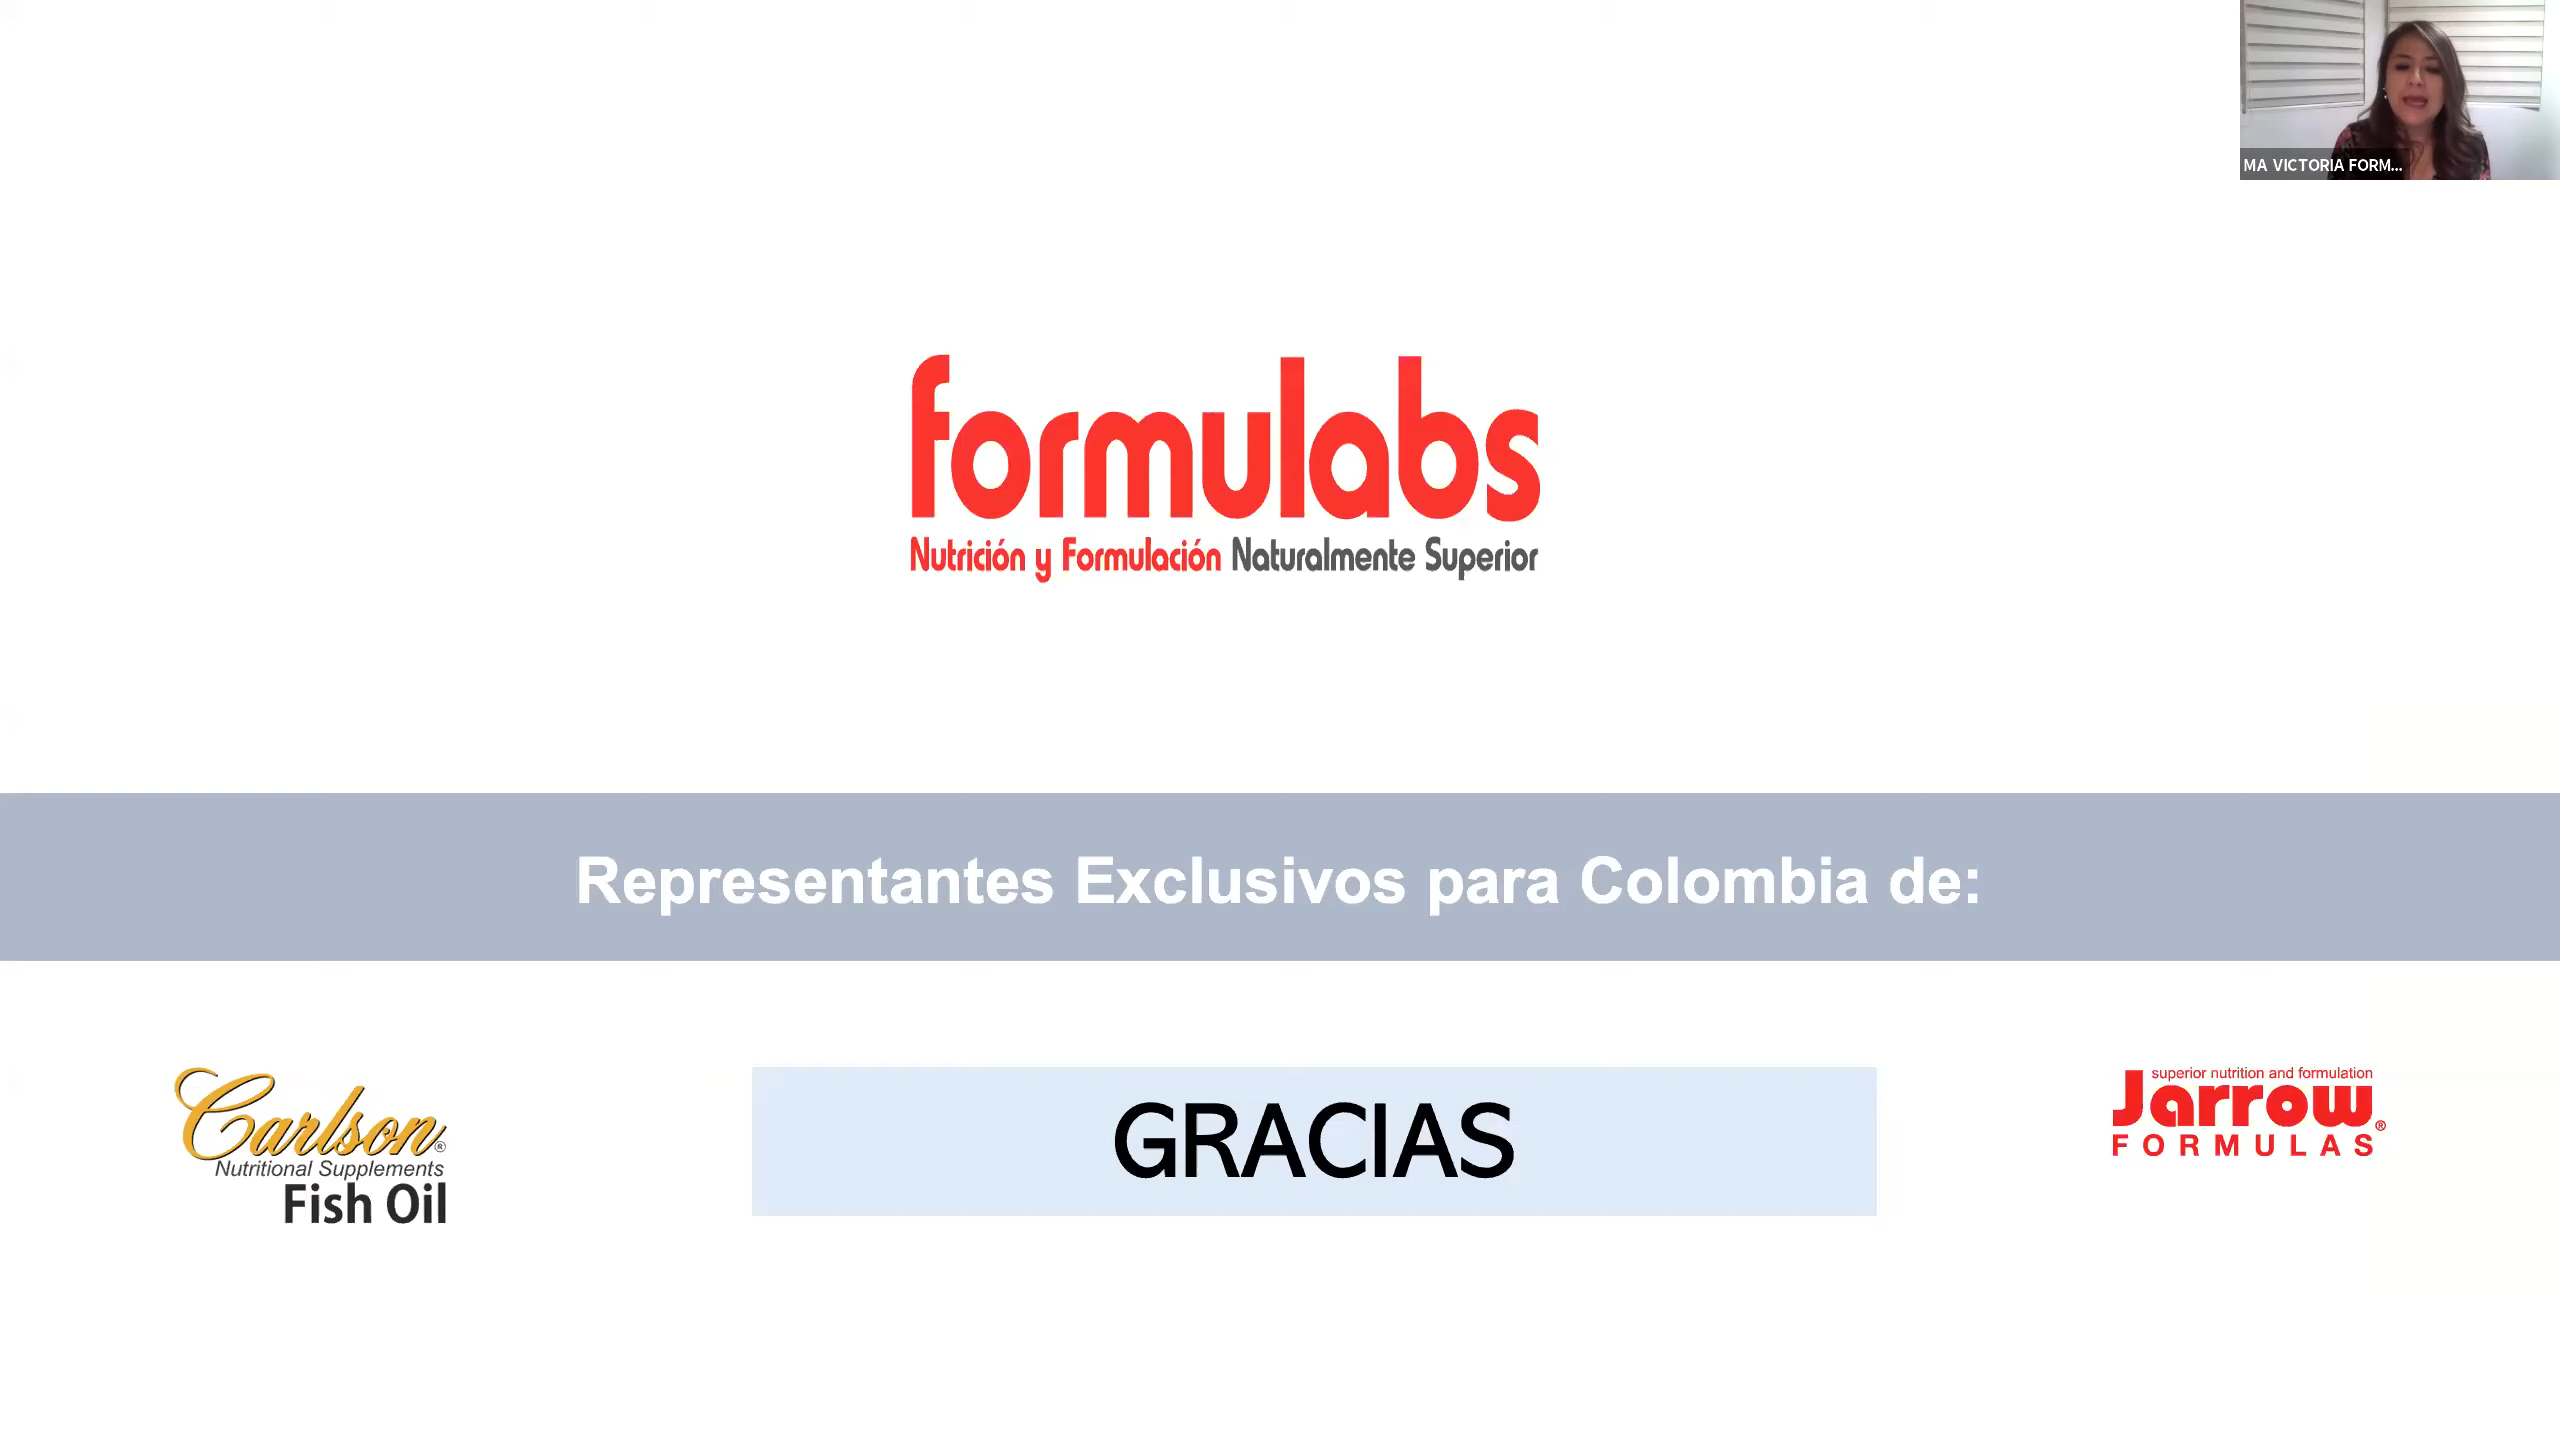 MA VICTORIA FORM...
formulabs
Nutrición y Formulación Naturalmente Superior
Representantes Exclusivos para Colombia de:
Carlson®
Nutritional Supplements
Fish Oil
GRACIAS
superior nutrition and formulation
Jarrow®
FORMULAS